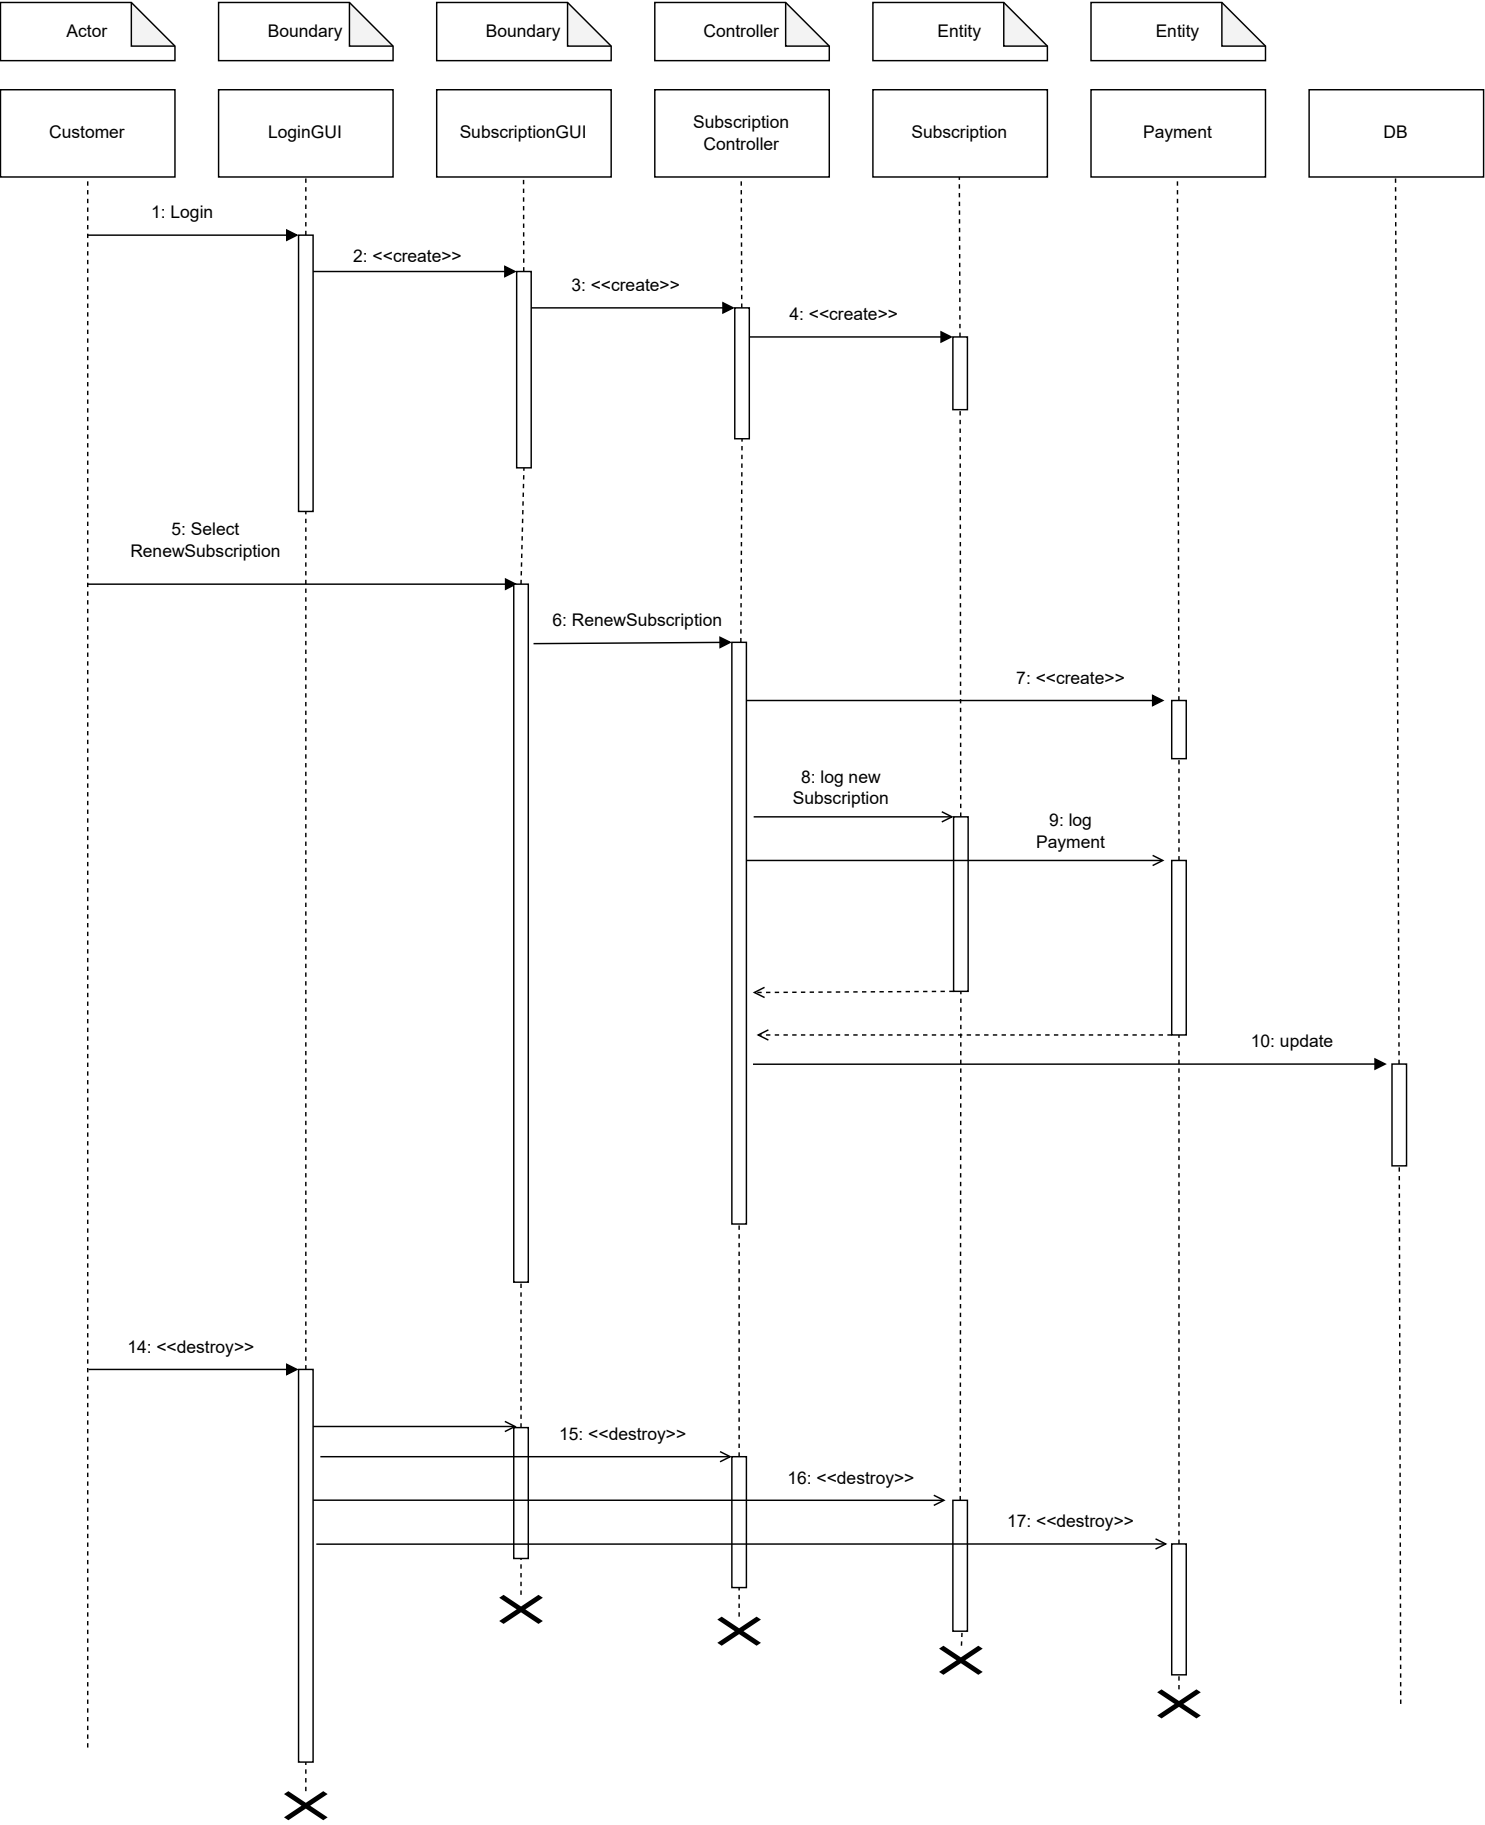 Actor
Boundary
Boundary
Controller
Entity
Entity
Customer
LoginGUI
SubscriptionGUI
Subscription
Controller
Subscription
Payment
DB
1: Login
2: <<create>>
3: <<create>>
4: <<create>>
5: Select
RenewSubscription
6: RenewSubscription
7: <<create>>
8: log new
Subscription
9: log
Payment
10: update
14: <<destroy>>
15: <<destroy>>
16: <<destroy>>
17: <<destroy>>